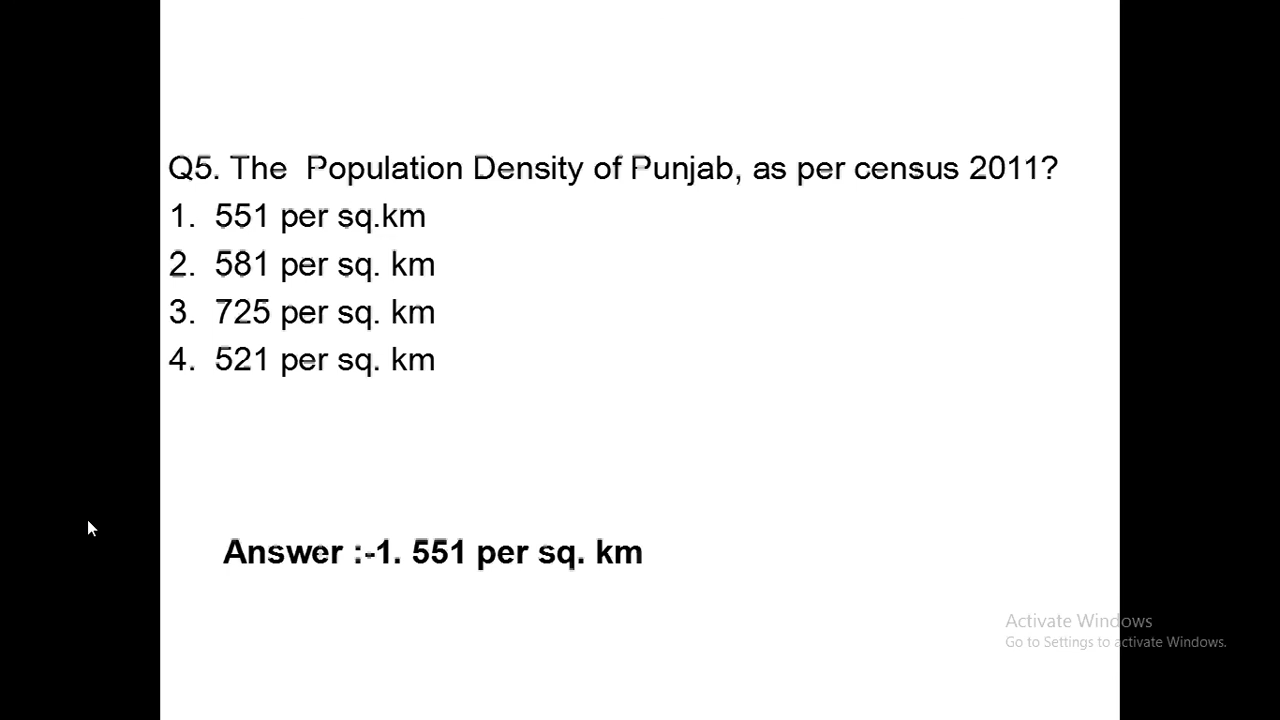 Q5. The  Population Density of Punjab, as per census 2011?
1.  551 per sq.km
2.  581 per sq. km
3.  725 per sq. km
4.  521 per sq. km
Answer :-1. 551 per sq. km
Activate Windows
Go to Settings to activate Windows.